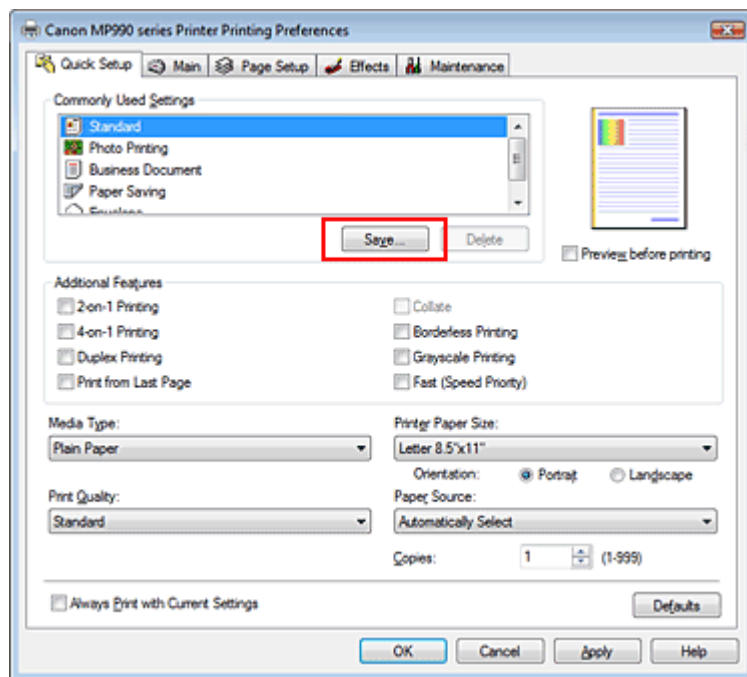 Canon MP990 series Printer Printing Preferences
Quick Setup Main Page Setup Effects Maintenance
Commonly Used Settings
Standard
Photo Printing
Business Document
Paper Saving
Envelope
Save... Delete
Preview before printing
Additional Features
2-on-1 Printing Collate
4-on-1 Printing Borderless Printing
Duplex Printing Grayscale Printing
Print from Last Page Fast (Speed Priority)
Media Type: Printer Paper Size:
Plain Paper Letter 8.5"x11"
Orientation: Portrait Landscape
Print Quality: Paper Source:
Standard Automatically Select
Copies: 1 (1-999)
Always Print with Current Settings Defaults
OK Cancel Apply Help